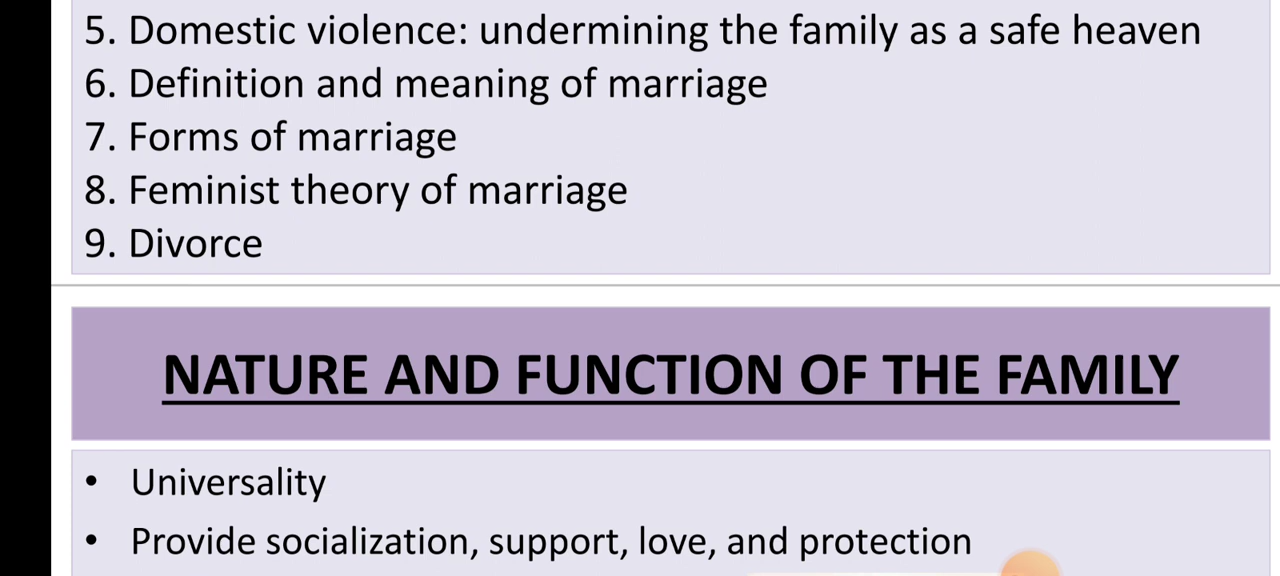 5. Domestic violence: undermining the family as a safe heaven
6. Definition and meaning of marriage
7. Forms of marriage
8. Feminist theory of marriage
9. Divorce
NATURE AND FUNCTION OF THE FAMILY
• Universality
• Provide socialization, support, love, and protection